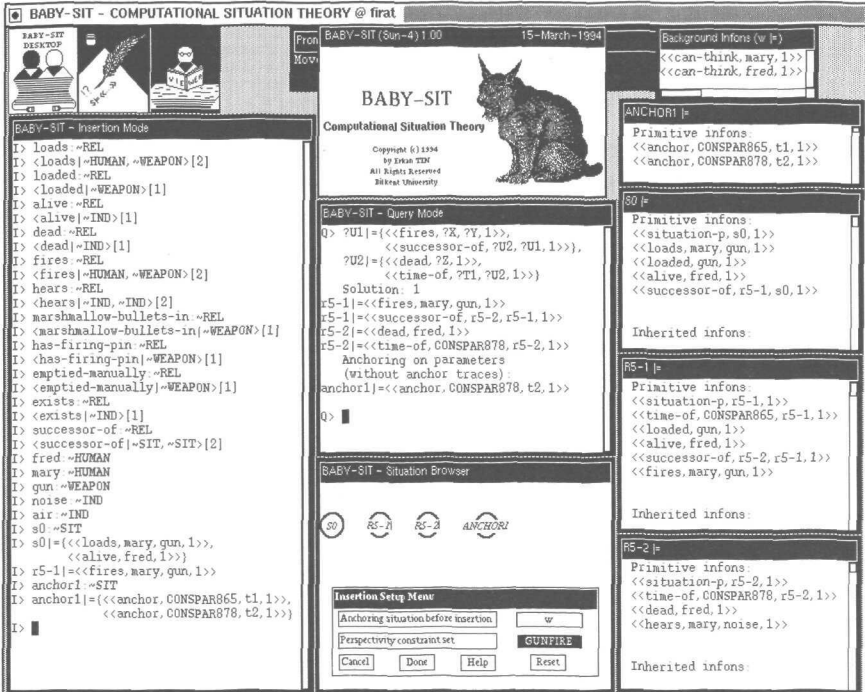 BABY-SIT - COMPUTATIONAL SITUATION THEORY @ firat
BABY-SIT
DESKTOP
VIEWER
Pron
Mov
BABY-SIT (Sun-4) 1.00 15-March-1994
BABY-SIT
Computational Situation Theory
Copyright (c) 1994
by Erkan TIN
All Rights Reserved
Bilkent University
Background Infons (w |=)
<<can-think, mary, 1>>
<<can-think, fred, 1>>
BABY-SIT - Insertion Mode
I> loads:~REL
I> <loads|~HUMAN, ~WEAPON>[2]
I> loaded:~REL
I> <loaded|~WEAPON>[1]
I> alive:~REL
I> <alive|~IND>[1]
I> dead:~REL
I> <dead|~IND>[1]
I> fires:~REL
I> <fires|~HUMAN, ~WEAPON>[2]
I> hears:~REL
I> <hears|~IND, ~IND>[2]
I> marshmallow-bullets-in:~REL
I> <marshmallow-bullets-in|~WEAPON>[1]
I> has-firing-pin:~REL
I> <has-firing-pin|~WEAPON>[1]
I> emptied-manually:~REL
I> <emptied-manually|~WEAPON>[1]
I> exists:~REL
I> <exists|~IND>[1]
I> successor-of:~REL
I> <successor-of|~SIT, ~SIT>[2]
I> fred:~HUMAN
I> mary:~HUMAN
I> gun:~WEAPON
I> noise:~IND
I> air:~IND
I> s0:~SIT
I> s0|={<<loads, mary, gun, 1>>,
<<alive, fred, 1>>}
I> r5-1|=<<fires, mary, gun, 1>>
I> anchor1:~SIT
I> anchor1|={<<anchor, CONSPAR865, t1, 1>>,
<<anchor, CONSPAR878, t2, 1>>}
I>
BABY-SIT - Query Mode
Q> ?U1|={<<fires, ?X, ?Y, 1>>,
<<successor-of, ?U2, ?U1, 1>>},
?U2|={<<dead, ?Z, 1>>,
<<time-of, ?T1, ?U2, 1>>}
Solution: 1
r5-1|=<<fires, mary, gun, 1>>
r5-1|=<<successor-of, r5-2, r5-1, 1>>
r5-2|=<<dead, fred, 1>>
r5-2|=<<time-of, CONSPAR878, r5-2, 1>>
Anchoring on parameters
(without anchor traces):
anchor1|=<<anchor, CONSPAR878, t2, 1>>
Q>
BABY-SIT - Situation Browser
S0 R5-1 R5-2 ANCHOR1
Insertion Setup Menu
Anchoring situation before insertion w
Perspectivity constraint set GUNFIRE
Cancel Done Help Reset
ANCHOR1 |=
Primitive infons:
<<anchor, CONSPAR865, t1, 1>>
<<anchor, CONSPAR878, t2, 1>>
S0 |=
Primitive infons:
<<situation-p, s0, 1>>
<<loads, mary, gun, 1>>
<<loaded, gun, 1>>
<<alive, fred, 1>>
<<successor-of, r5-1, s0, 1>>
Inherited infons:
R5-1 |=
Primitive infons:
<<situation-p, r5-1, 1>>
<<time-of, CONSPAR865, r5-1, 1>>
<<loaded, gun, 1>>
<<alive, fred, 1>>
<<successor-of, r5-2, r5-1, 1>>
<<fires, mary, gun, 1>>
Inherited infons:
R5-2 |=
Primitive infons:
<<situation-p, r5-2, 1>>
<<time-of, CONSPAR878, r5-2, 1>>
<<dead, fred, 1>>
<<hears, mary, noise, 1>>
Inherited infons: